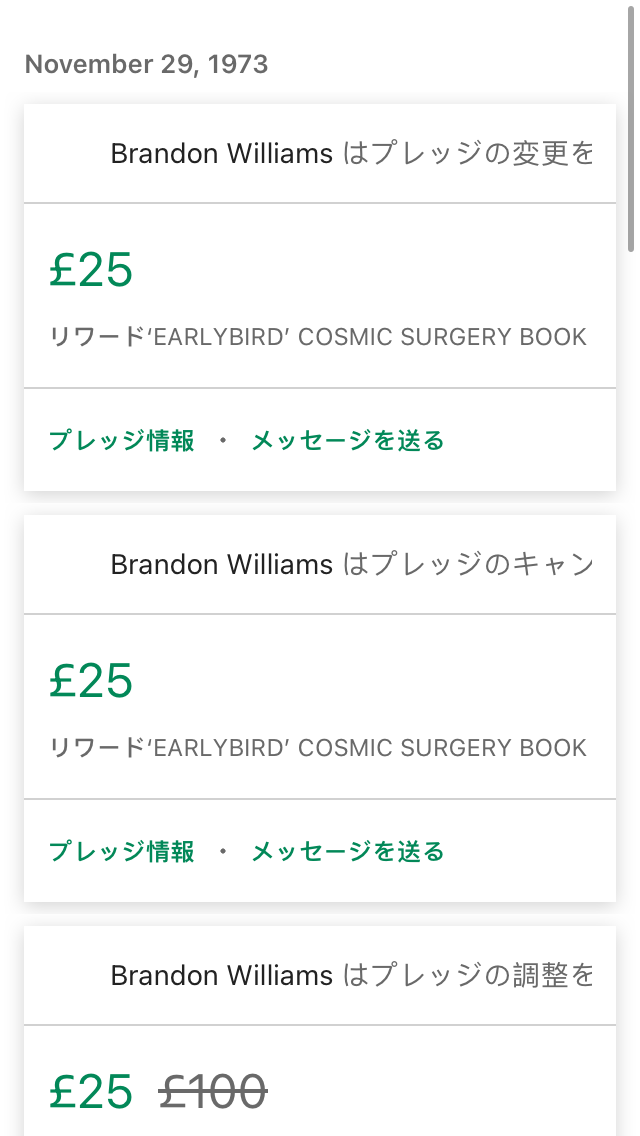 November 29, 1973
Brandon Williams はプレッジの変更を
£25
リワード‘EARLYBIRD’ COSMIC SURGERY BOOK
プレッジ情報 ・ メッセージを送る
Brandon Williams はプレッジのキャン
£25
リワード‘EARLYBIRD’ COSMIC SURGERY BOOK
プレッジ情報 ・ メッセージを送る
Brandon Williams はプレッジの調整を
£25 £100